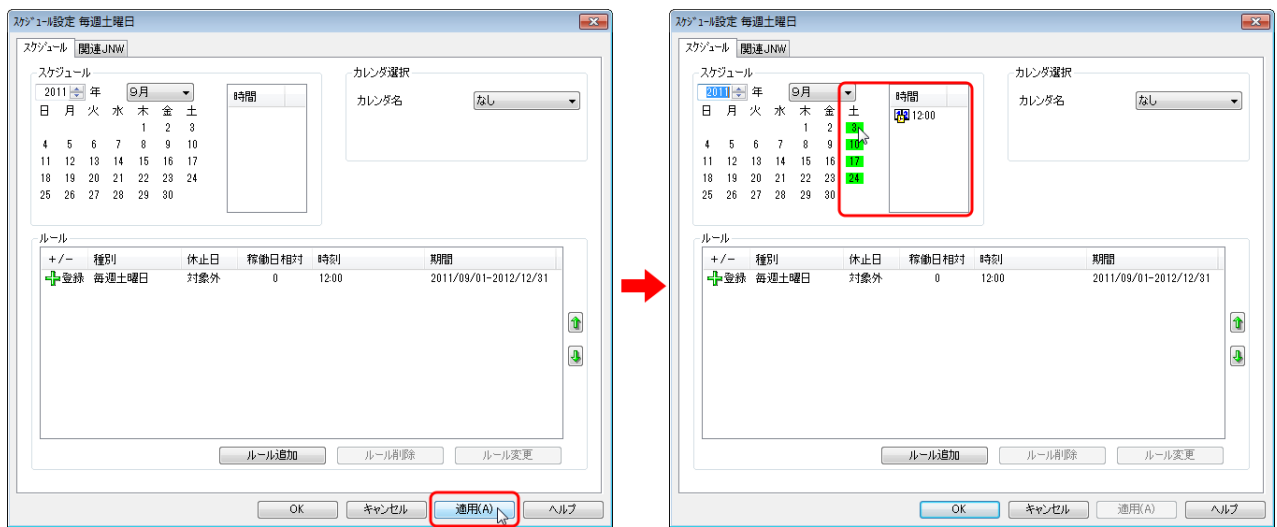 スケジュール設定 毎週土曜日
スケジュール 関連JNW
スケジュール
2011 年 9月
日 月 火 水 木 金 土
1 2 3
4 5 6 7 8 9 10
11 12 13 14 15 16 17
18 19 20 21 22 23 24
25 26 27 28 29 30
時間
カレンダ選択
カレンダ名 なし
ルール
+/- 種別 休止日 稼働日相対 時刻 期間
登録 毎週土曜日 対象外 0 12:00 2011/09/01-2012/12/31
ルール追加 ルール削除 ルール変更
OK キャンセル 適用(A) ヘルプ
スケジュール設定 毎週土曜日
スケジュール 関連JNW
スケジュール
2011 年 9月
日 月 火 水 木 金 土
1 2 3
4 5 6 7 8 9 10
11 12 13 14 15 16 17
18 19 20 21 22 23 24
25 26 27 28 29 30
時間
12:00
カレンダ選択
カレンダ名 なし
ルール
+/- 種別 休止日 稼働日相対 時刻 期間
登録 毎週土曜日 対象外 0 12:00 2011/09/01-2012/12/31
ルール追加 ルール削除 ルール変更
OK キャンセル 適用(A) ヘルプ